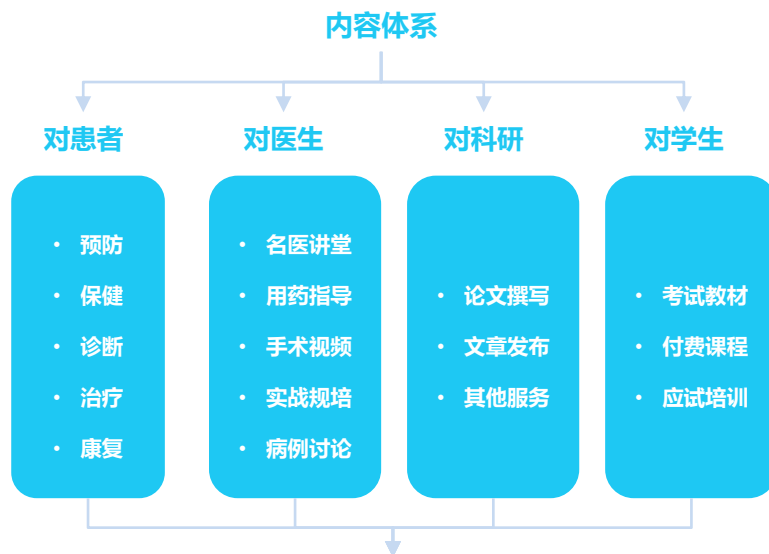 内容体系
对患者
对医生
对科研
对学生
• 预防
• 保健
• 诊断
• 治疗
• 康复
• 名医讲堂
• 用药指导
• 手术视频
• 实战规培
• 病例讨论
• 论文撰写
• 文章发布
• 其他服务
• 考试教材
• 付费课程
• 应试培训